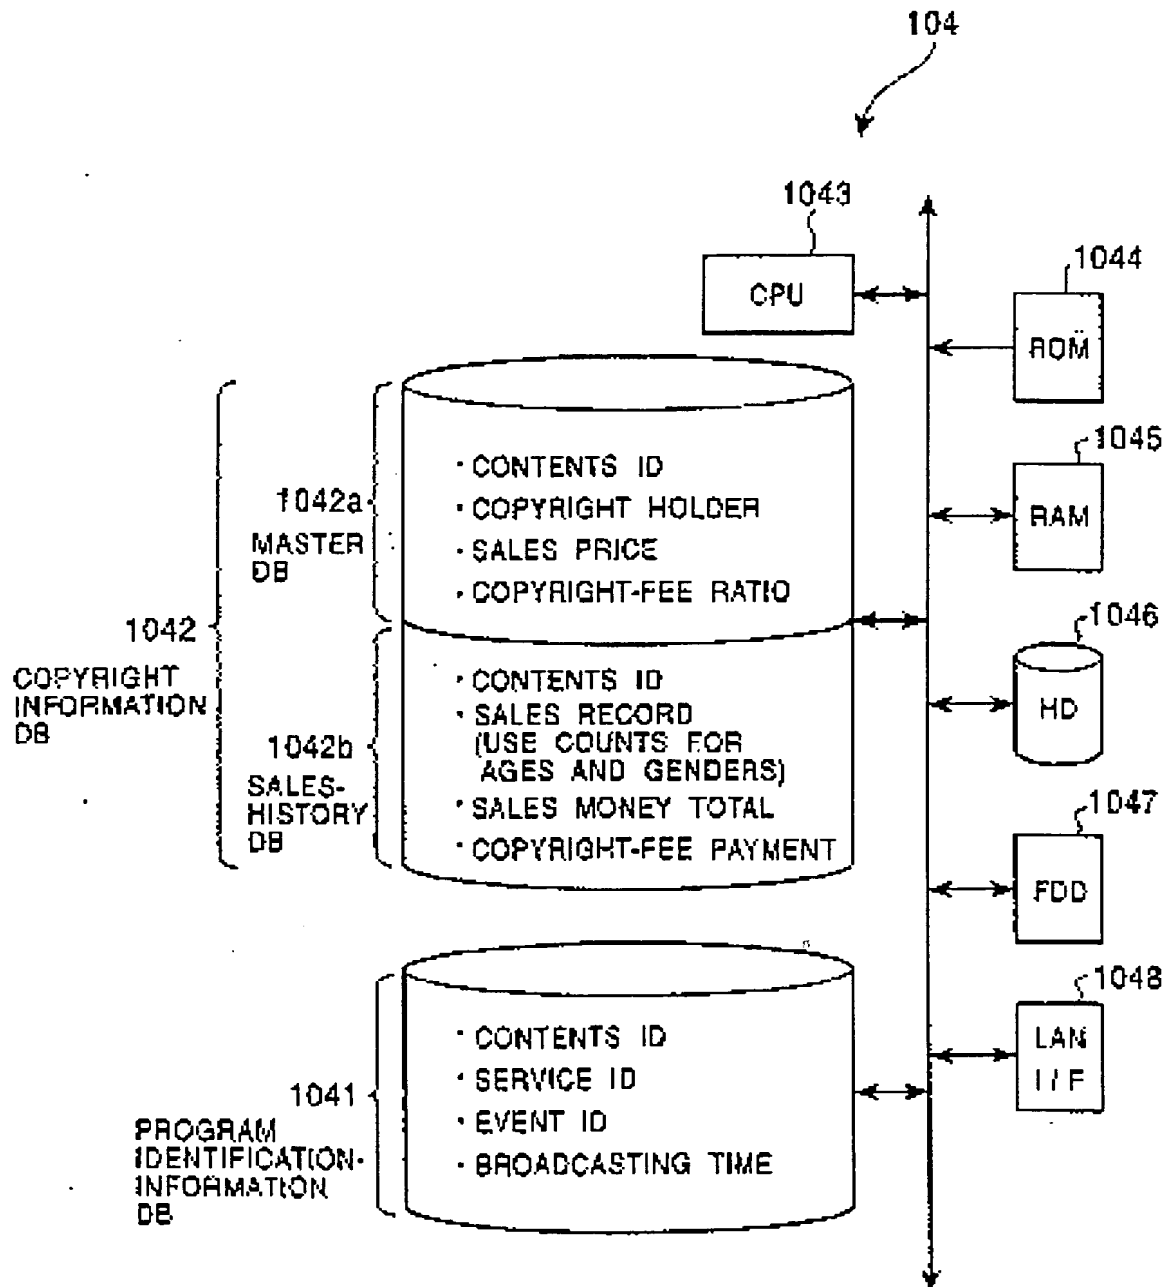 104
1043
CPU
1044
ROM
1045
RAM
1046
HD
1047
FDD
1048
LAN
I/F
1042
COPYRIGHT
INFORMATION
DB
1042a
MASTER
DB
· CONTENTS ID
· COPYRIGHT HOLDER
· SALES PRICE
· COPYRIGHT-FEE RATIO
1042b
SALES-
HISTORY
DB
· CONTENTS ID
· SALES RECORD
(USE COUNTS FOR
AGES AND GENDERS)
· SALES MONEY TOTAL
· COPYRIGHT-FEE PAYMENT
1041
PROGRAM
IDENTIFICATION-
INFORMATION
DB
· CONTENTS ID
· SERVICE ID
· EVENT ID
· BROADCASTING TIME